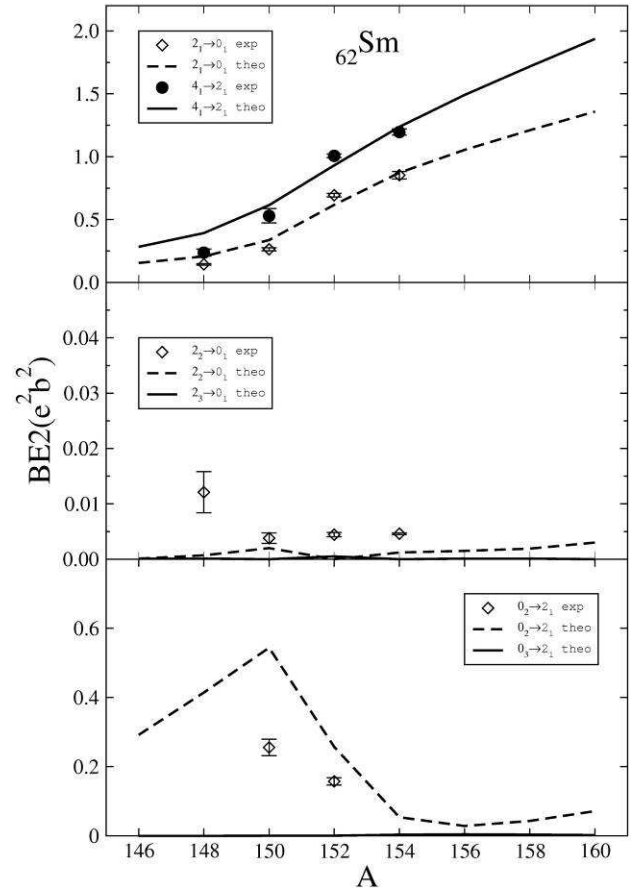 ₆₂Sm
2.0
1.5
1.0
0.5
0.0
2₁→0₁ exp
2₁→0₁ theo
4₁→2₁ exp
4₁→2₁ theo
BE2(e²b²)
0.04
0.03
0.01
0.01
0.00
2₂→0₁ exp
2₂→0₁ theo
2₃→0₁ theo
0.6
0.4
0.2
0
0₂→2₁ exp
0₂→2₁ theo
0₃→2₁ theo
146 148 150 152 154 156 158 160
A